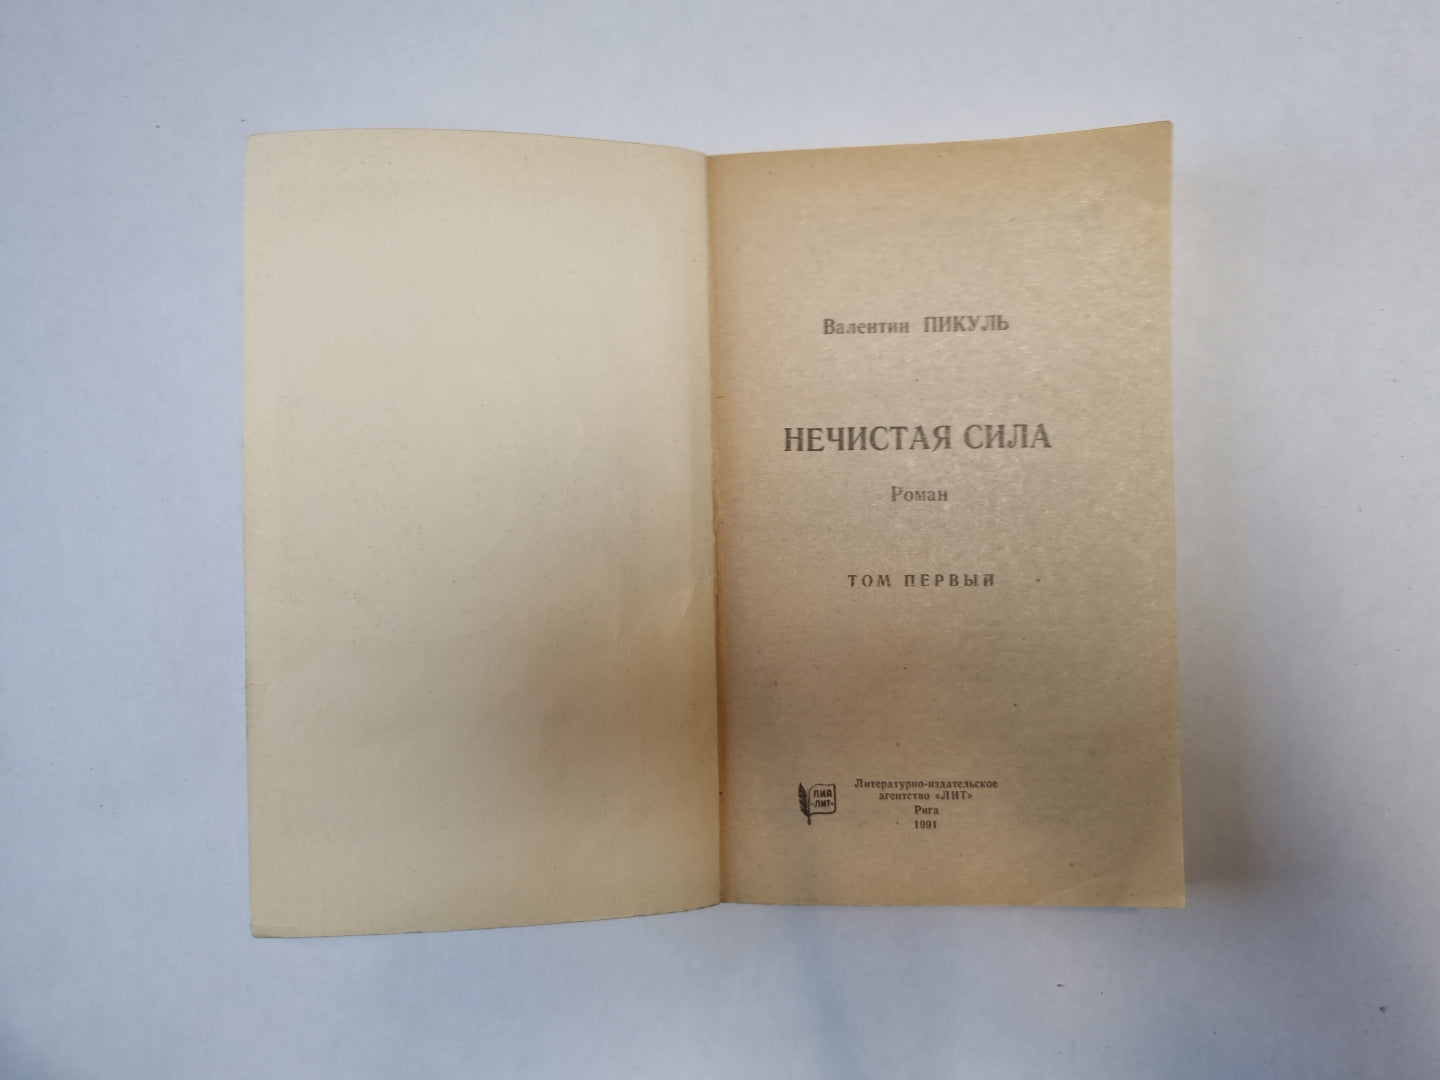 Валентин ПИКУЛЬ
НЕЧИСТАЯ СИЛА
Роман
ТОМ ПЕРВЫЙ
ЛИА
«ЛИТ»
Литературно-издательское
агентство «ЛИТ»
Рига
1991